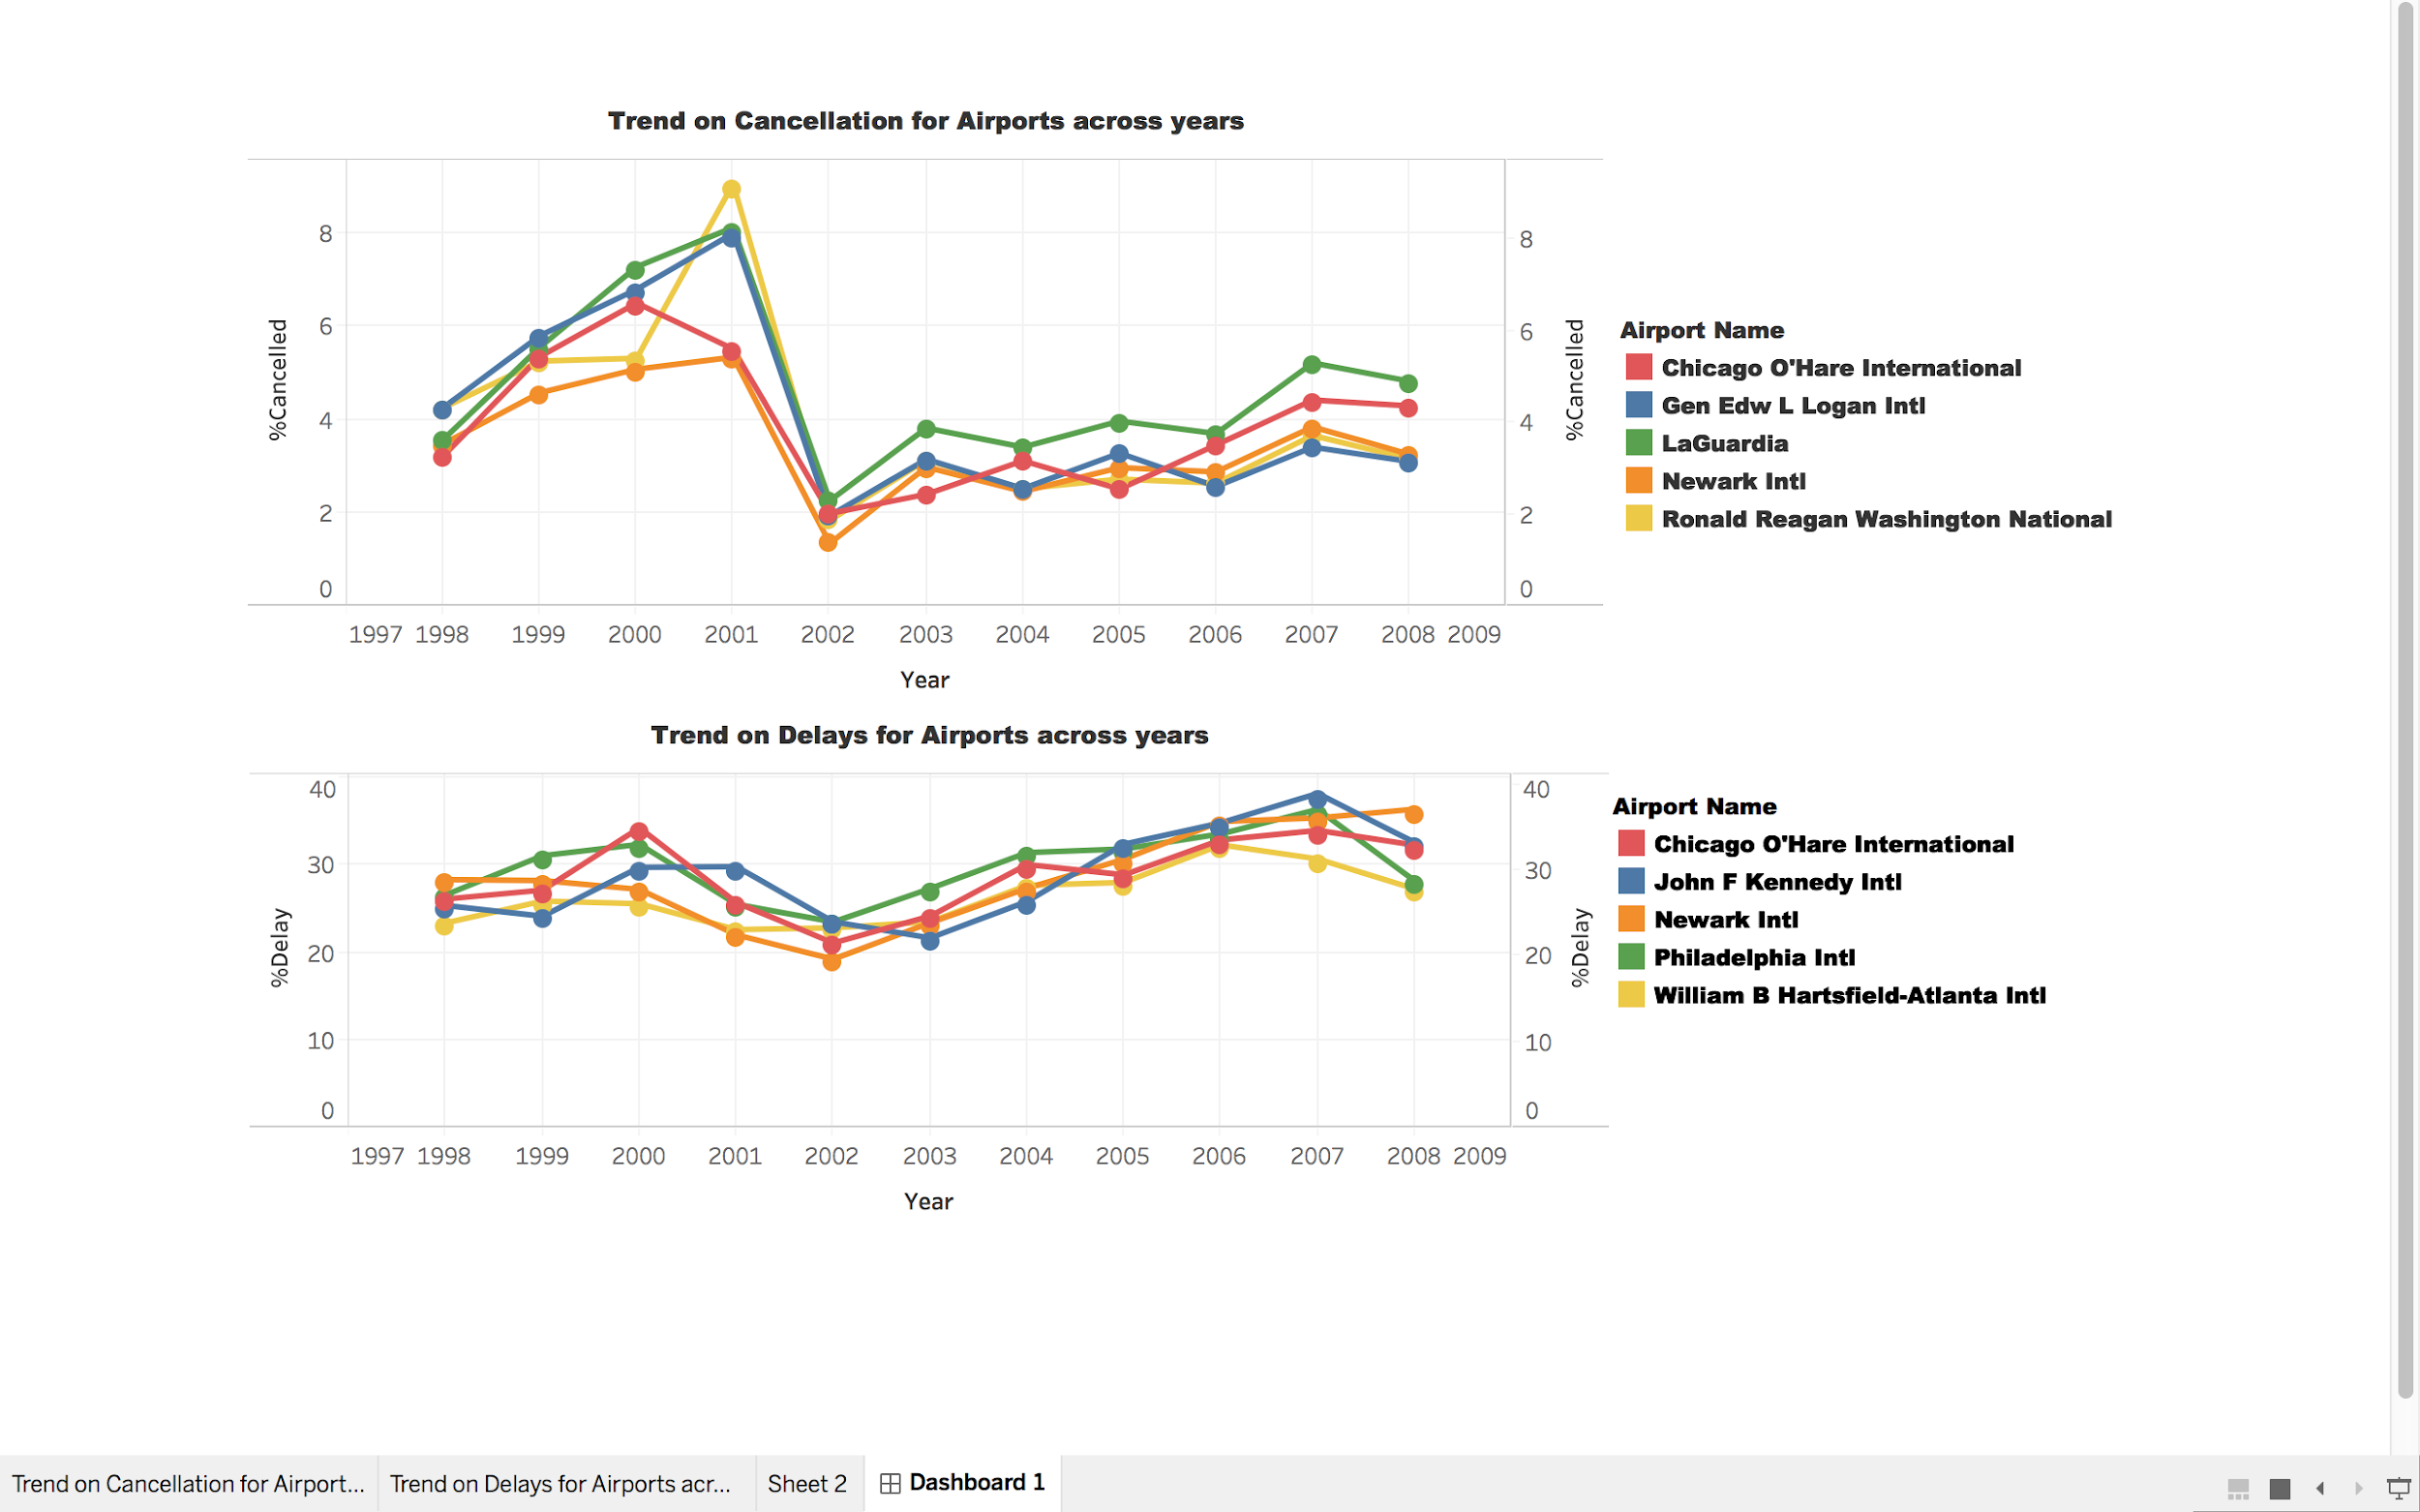 Trend on Cancellation for Airports across years
8
6
4
2
0
%Cancelled
8
6
4
2
0
%Cancelled
1997 1998 1999 2000 2001 2002 2003 2004 2005 2006 2007 2008 2009
Year
Airport Name
Chicago O'Hare International
Gen Edw L Logan Intl
LaGuardia
Newark Intl
Ronald Reagan Washington National
Trend on Delays for Airports across years
40
30
20
10
0
%Delay
40
30
20
10
0
%Delay
1997 1998 1999 2000 2001 2002 2003 2004 2005 2006 2007 2008 2009
Year
Airport Name
Chicago O'Hare International
John F Kennedy Intl
Newark Intl
Philadelphia Intl
William B Hartsfield-Atlanta Intl
Trend on Cancellation for Airport... Trend on Delays for Airports acr... Sheet 2 Dashboard 1